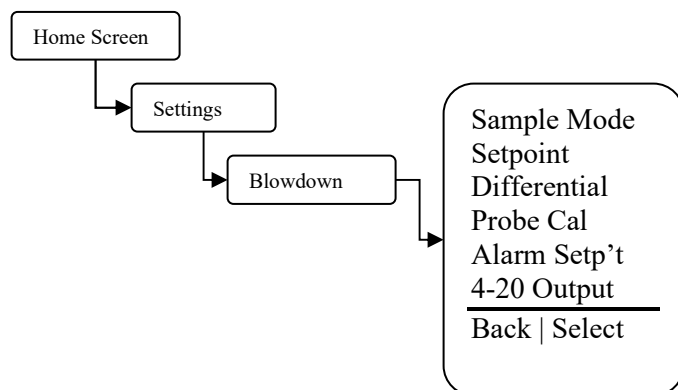 Home Screen
Settings
Blowdown
Sample Mode
Setpoint
Differential
Probe Cal
Alarm Setp’t
4-20 Output
Back | Select